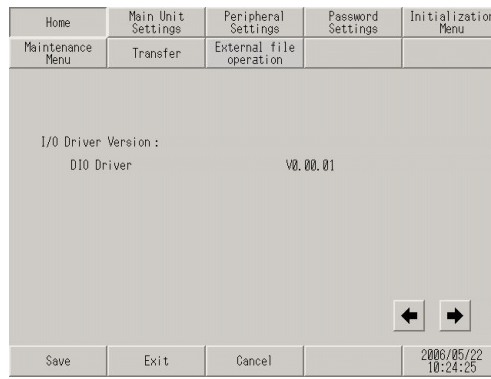 Home
Main Unit
Settings
Peripheral
Settings
Password
Settings
Initialization
Menu
Maintenance
Menu
Transfer
External file
operation
I/O Driver Version :
DIO Driver V0.00.01
Save
Exit
Cancel
2006/05/22
10:24:25